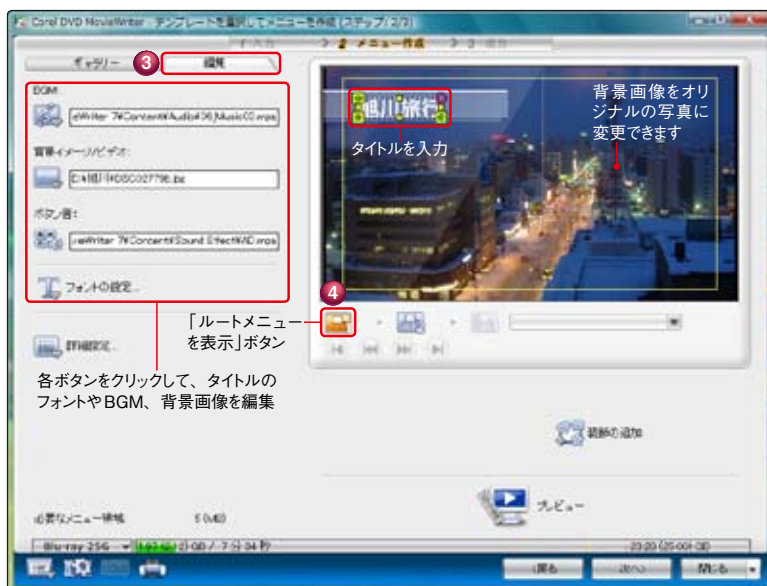 Corel DVD MovieWriter - テンプレートを選択してメニューを作成 (ステップ: 2/3)
1 入力 > 2 メニュー作成 > 3 出力
ギャラリー
3
編集
BGM:
背景イメージ/ビデオ:
ボタン音:
フォントの設定...
詳細設定...
旭川旅行
タイトルを入力
背景画像をオリ
ジナルの写真に
変更できます
4
「ルートメニュー
を表示」ボタン
各ボタンをクリックして、タイトルの
フォントやBGM、背景画像を編集
装飾の追加
プレビュー
必要なメニュー領域
Blu-ray 25G
戻る
次へ
閉じる